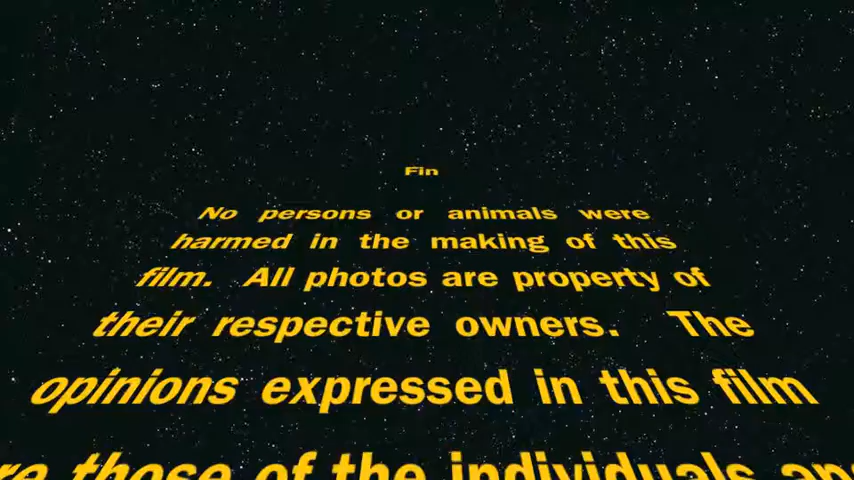 Fin
No persons or animals were
harmed in the making of this
film. All photos are property of
their respective owners. The
opinions expressed in this film
those of the individuals